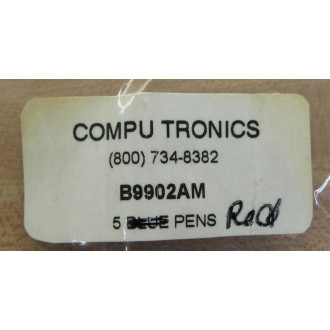 COMPU TRONICS
(800) 734-8382
B9902AM
5 BLUE PENS Red